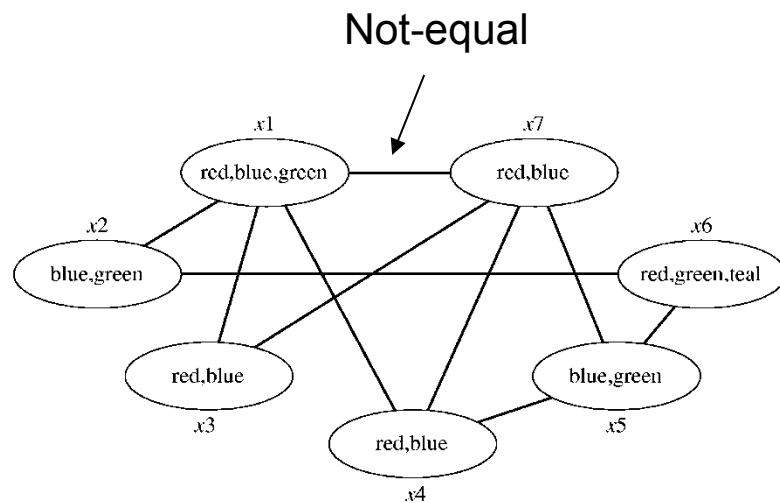 Not-equal
x1
x7
red,blue,green
red,blue
x2
x6
blue,green
red,green,teal
red,blue
blue,green
x3
x5
red,blue
x4